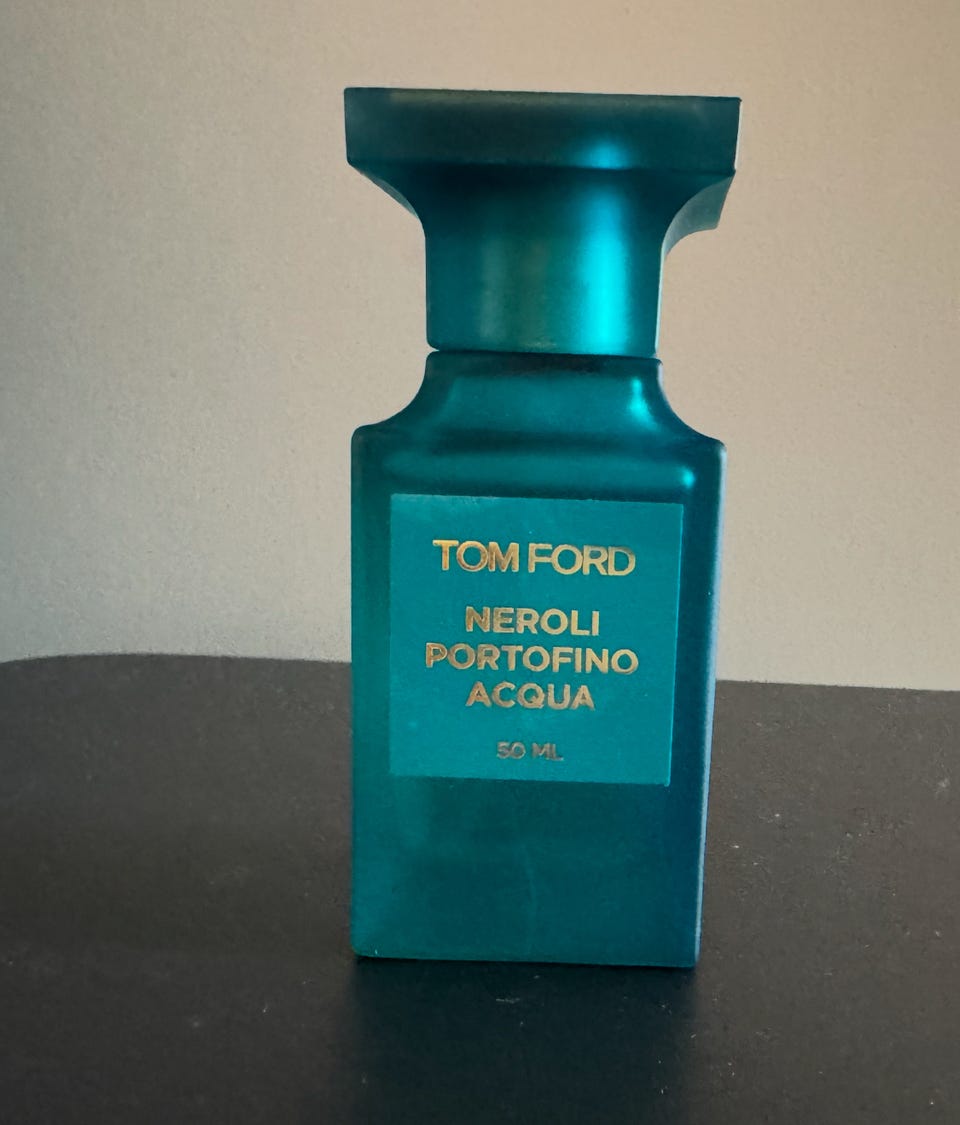 TOM FORD
NEROLI
PORTOFINO
ACQUA
50 ML